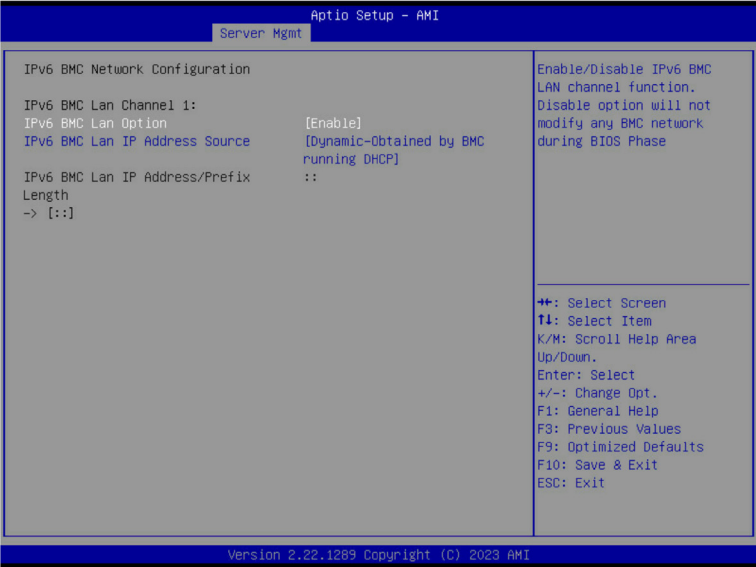 Aptio Setup – AMI
Server Mgmt
IPv6 BMC Network Configuration
IPv6 BMC Lan Channel 1:
IPv6 BMC Lan Option [Enable]
IPv6 BMC Lan IP Address Source [Dynamic-Obtained by BMC
running DHCP]
IPv6 BMC Lan IP Address/Prefix ::
Length
-> [::]
Enable/Disable IPv6 BMC
LAN channel function.
Disable option will not
modify any BMC network
during BIOS Phase
→←: Select Screen
↑↓: Select Item
K/M: Scroll Help Area
Up/Down.
Enter: Select
+/-: Change Opt.
F1: General Help
F3: Previous Values
F9: Optimized Defaults
F10: Save & Exit
ESC: Exit
Version 2.22.1289 Copyright (C) 2023 AMI